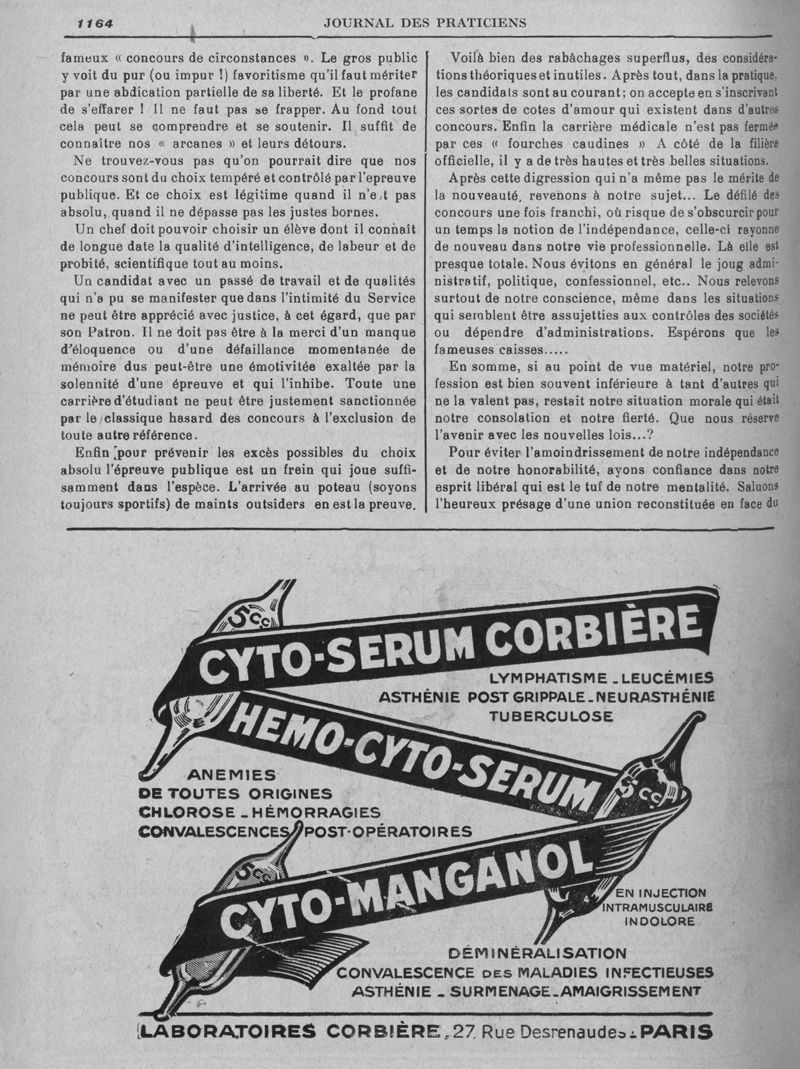 1164
JOURNAL DES PRATICIENS
fameux « concours de circonstances ». Le gros public
y voit du pur (ou impur !) favoritisme qu'il faut mériter
par une abdication partielle de sa liberté. Et le profane
de s'effarer ! Il ne faut pas se frapper. Au fond tout
cela peut se comprendre et se soutenir. Il suffit de
connaître nos « arcanes » et leurs détours.
Ne trouvez-vous pas qu'on pourrait dire que nos
concours sont du choix tempéré et contrôlé par l'epreuve
publique. Et ce choix est légitime quand il n'est pas
absolu, quand il ne dépasse pas les justes bornes.
Un chef doit pouvoir choisir un élève dont il connaît
de longue date la qualité d'intelligence, de labeur et de
probité, scientifique tout au moins.
Un candidat avec un passé de travail et de qualités
qui n'a pu se manifester que dans l'intimité du Service
ne peut être apprécié avec justice, à cet égard, que par
son Patron. Il ne doit pas être à la merci d'un manque
d'éloquence ou d'une défaillance momentanée de
mémoire dus peut-être une émotivitée exaltée par la
solennité d'une épreuve et qui l'inhibe. Toute une
carrière d'étudiant ne peut être justement sanctionnée
par le classique hasard des concours à l'exclusion de
toute autre référence.
Enfin pour prévenir les excès possibles du choix
absolu l'épreuve publique est un frein qui joue suffi-
samment dans l'espèce. L'arrivée au poteau (soyons
toujours sportifs) de maints outsiders en est la preuve.
Voilà bien des rabâchages superflus, des considéra-
tions théoriques et inutiles. Après tout, dans la pratique,
les candidats sont au courant ; on accepte en s'inscrivant
ces sortes de cotes d'amour qui existent dans d'autres
concours. Enfin la carrière médicale n'est pas fermée
par ces « fourches caudines » A côté de la filière
officielle, il y a de très hautes et très belles situations.
Après cette digression qui n'a même pas le mérite de
la nouveauté, revenons à notre sujet... Le défilé des
concours une fois franchi, où risque de s'obscurcir pour
un temps la notion de l'indépendance, celle-ci rayonne
de nouveau dans notre vie professionnelle. Là elle est
presque totale. Nous évitons en général le joug admi-
nistratif, politique, confessionnel, etc.. Nous relevons
surtout de notre conscience, même dans les situations
qui semblent être assujetties aux contrôles des sociétés
ou dépendre d'administrations. Espérons que les
fameuses caisses.....
En somme, si au point de vue matériel, notre pro-
fession est bien souvent inférieure à tant d'autres qui
ne la valent pas, restait notre situation morale qui était
notre consolation et notre fierté. Que nous réserve
l'avenir avec les nouvelles lois...?
Pour éviter l'amoindrissement de notre indépendance
et de notre honorabilité, ayons confiance dans notre
esprit libéral qui est le tuf de notre mentalité. Saluons
l'heureux présage d'une union reconstituée en face du
5cc
CYTO-SERUM CORBIÈRE
LYMPHATISME - LEUCÉMIES
ASTHÉNIE POST GRIPPALE - NEURASTHÉNIE
TUBERCULOSE
HEMO-CYTO-SERUM
5cc
ANEMIES
DE TOUTES ORIGINES
CHLOROSE - HÉMORRAGIES
CONVALESCENCES POST-OPÉRATOIRES
5cc
CYTO-MANGANOL
EN INJECTION
INTRAMUSCULAIRE
INDOLORE
DÉMINÉRALISATION
CONVALESCENCE DES MALADIES INFECTIEUSES
ASTHÉNIE - SURMENAGE - AMAIGRISSEMENT
LABORATOIRES CORBIÈRE, 27, Rue Desrenaudes - PARIS